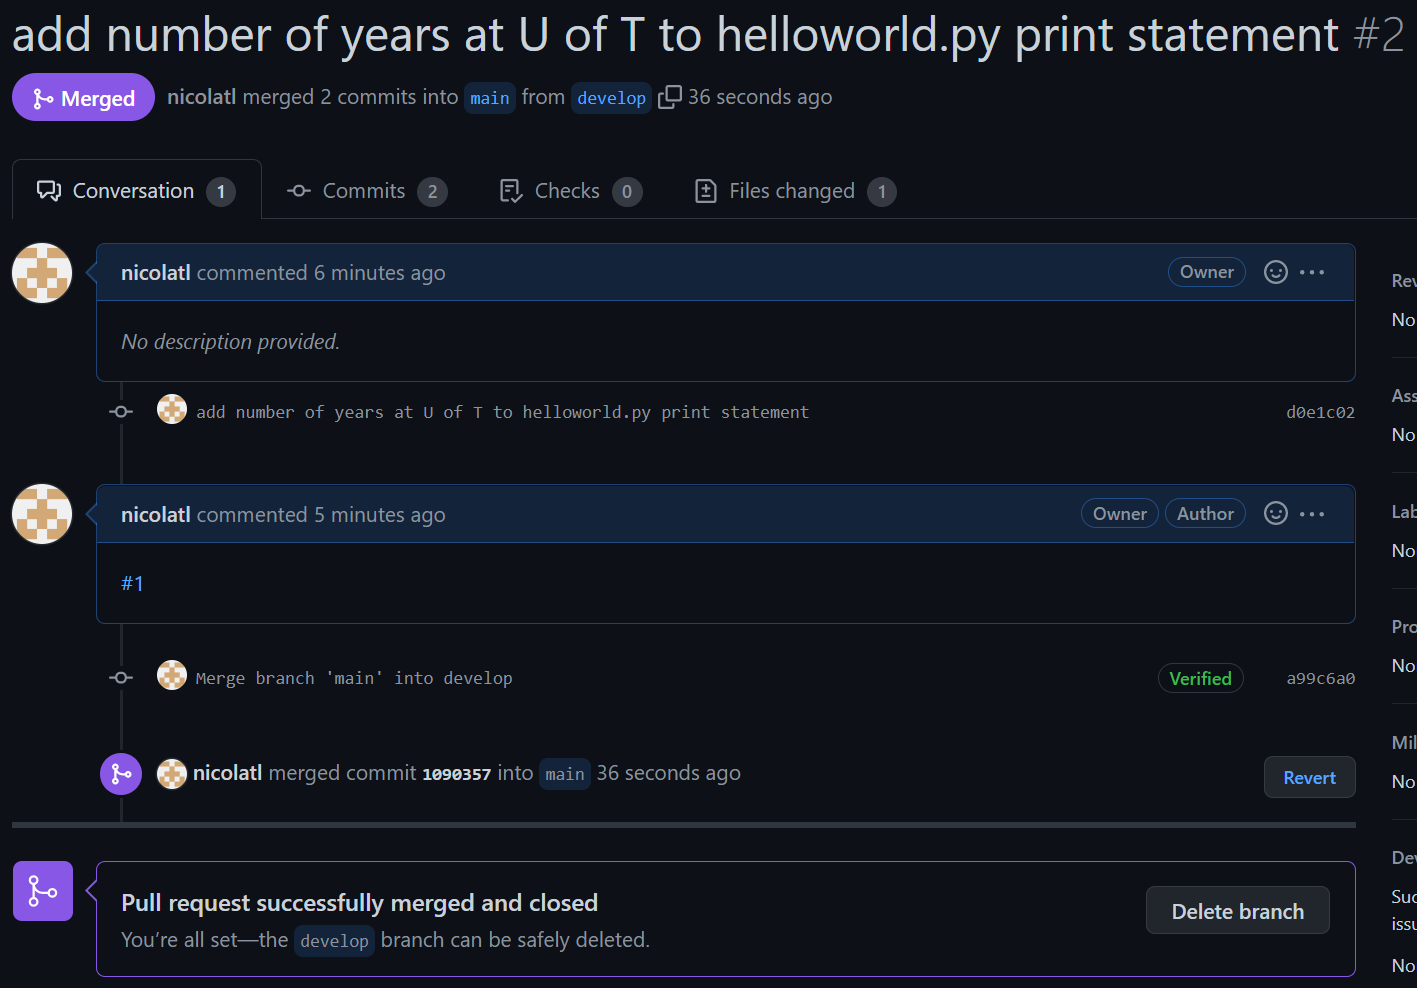 add number of years at U of T to helloworld.py print statement #2
Merged nicolatl merged 2 commits into main from develop 36 seconds ago
Conversation 1 Commits 2 Checks 0 Files changed 1
nicolatl commented 6 minutes ago Owner
No description provided.
add number of years at U of T to helloworld.py print statement d0e1c02
nicolatl commented 5 minutes ago Owner Author
#1
Merge branch 'main' into develop Verified a99c6a0
nicolatl merged commit 1090357 into main 36 seconds ago Revert
Pull request successfully merged and closed
You’re all set—the develop branch can be safely deleted.
Delete branch
Rev
No
Ass
No
Lab
No
Pro
No
Mil
No
Dev
Suc
issu
No